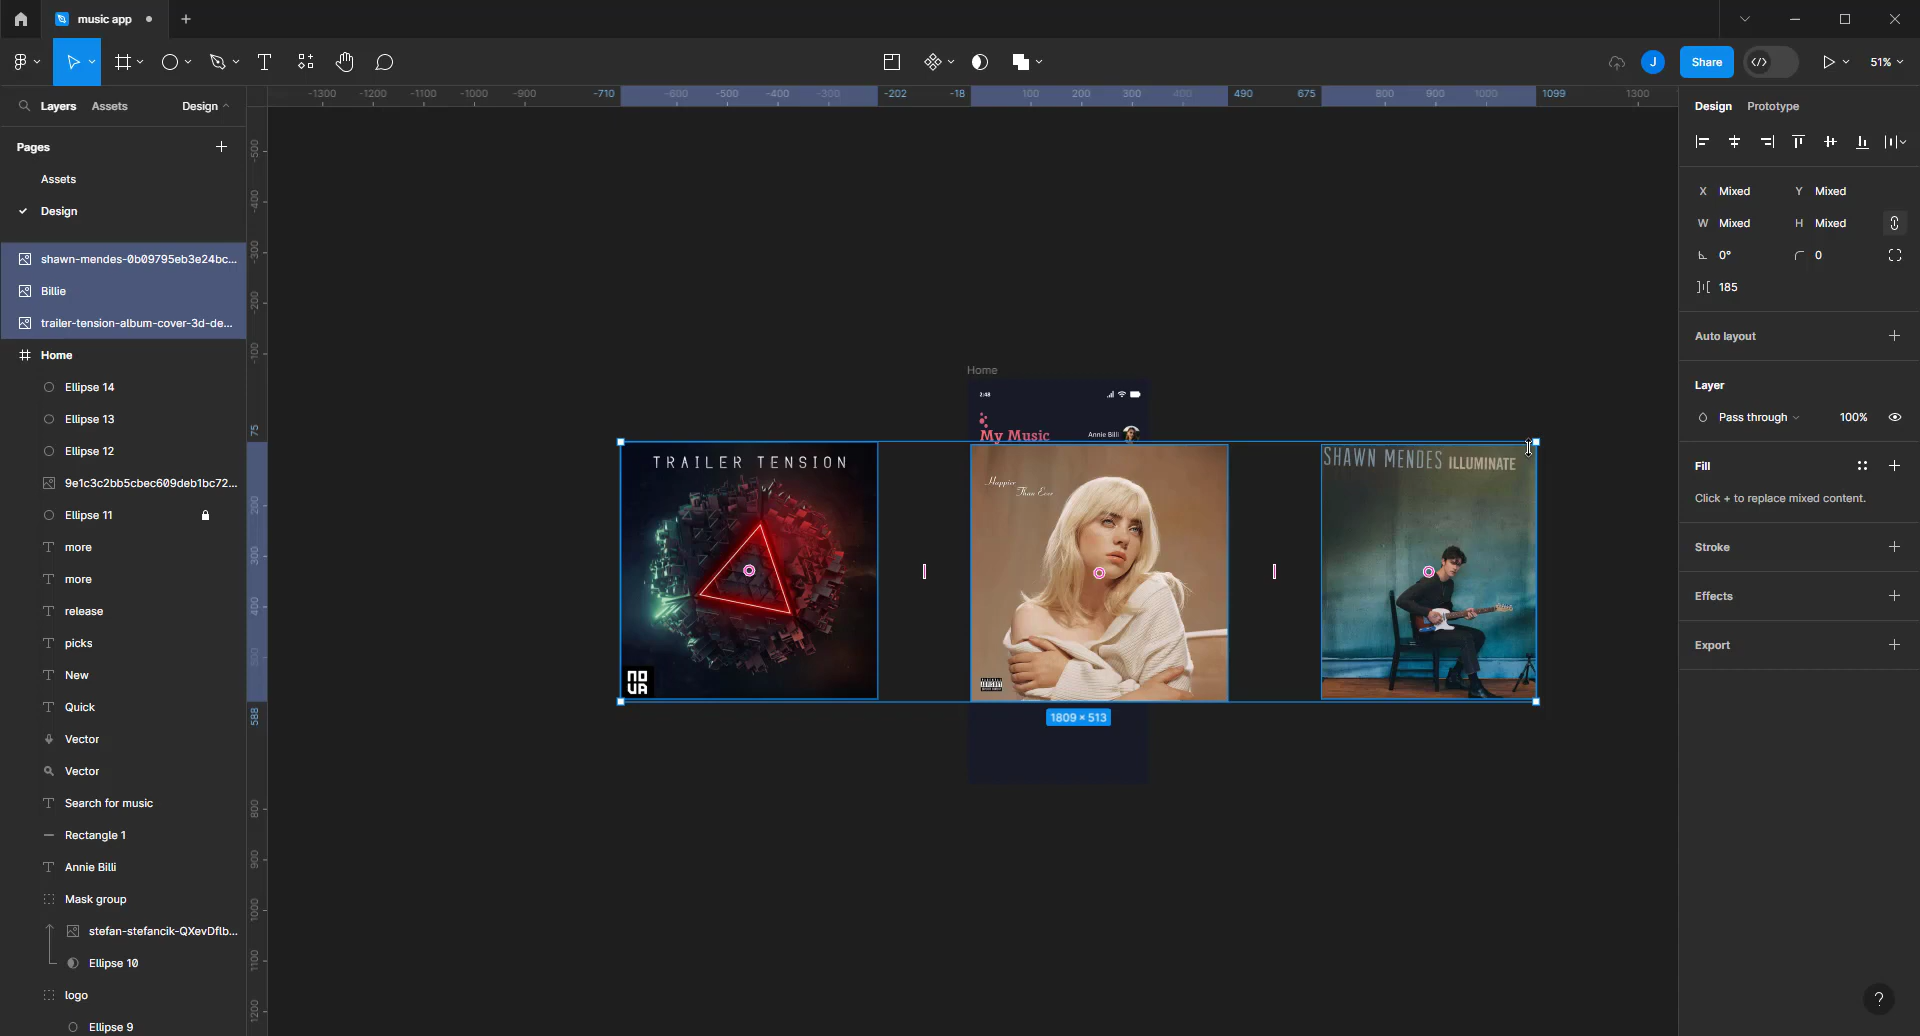 music app
Share
J
51%
Layers
Assets
Design
Pages
Assets
Design
shawn-mendes-0b09795eb3e24bc...
Billie
trailer-tension-album-cover-3d-de...
Home
Ellipse 14
Ellipse 13
Ellipse 12
9e1c3c2bb5cbec609deb1bc72...
Ellipse 11
more
more
release
picks
New
Quick
Vector
Vector
Search for music
Rectangle 1
Annie Billi
Mask group
stefan-stefancik-QXevDflb...
Ellipse 10
logo
Ellipse 9
-1300 -1200 -1100 -1000 -900 -710 -600 -500 -400 -300 -202 -18 100 200 300 400 490 675 800 900 1000 1099 1300
-500
-400
-300
-200
-100
75
200
300
400
500
588
800
900
1000
1100
1200
Home
2:48
My Music
Annie Billi
TRAILER TENSION
NOVA
Happier
Than Ever
SHAWN MENDES ILLUMINATE
1809 × 513
Design
Prototype
X Mixed
Y Mixed
W Mixed
H Mixed
0°
0
185
Auto layout
Layer
Pass through
100%
Fill
Click + to replace mixed content.
Stroke
Effects
Export
?